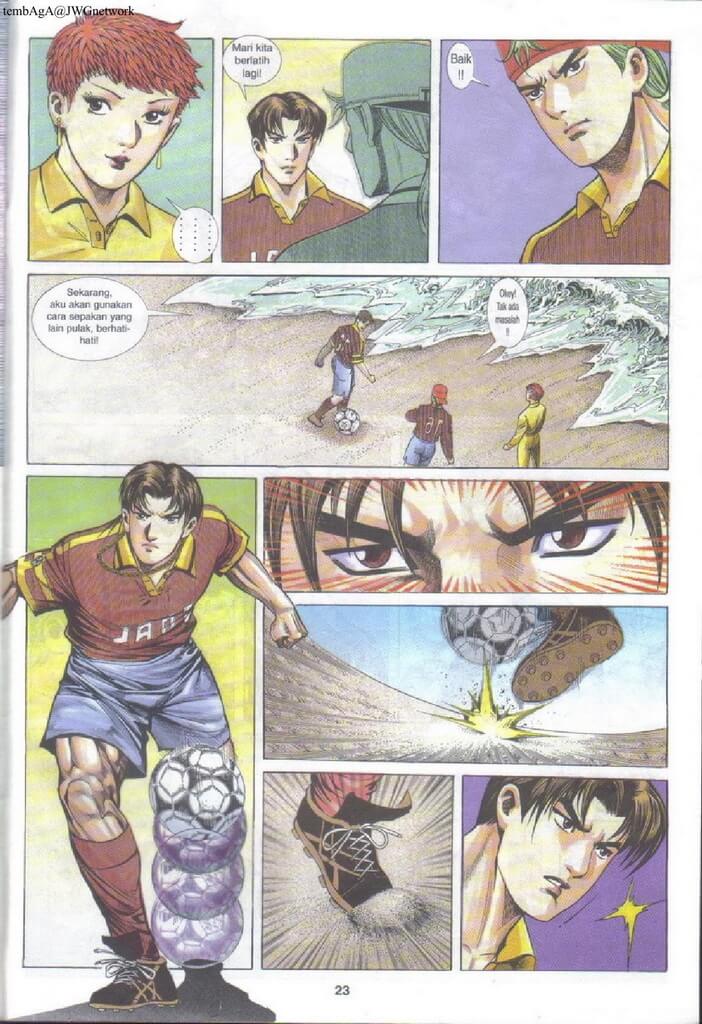 tembAgA@JWGnetwork
Mari kita
berlatih
lagi!
Baik
!!
Sekarang,
aku akan gunakan
cara sepakan yang
lain pulak, berhati-
hati!
Okey!
Tak ada
masalah
!!
23